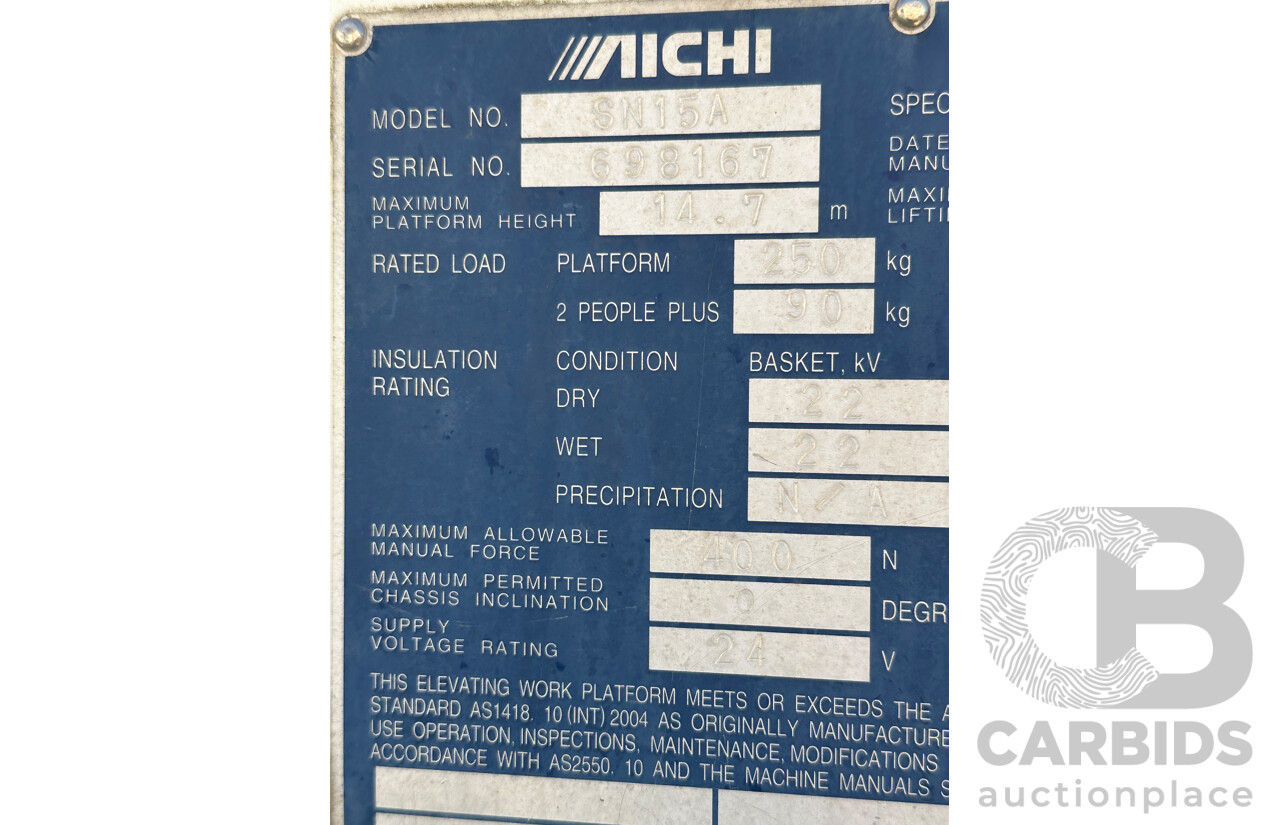 AICHI
MODEL NO. SN15A
SERIAL NO. 698167
MAXIMUM
PLATFORM HEIGHT 14.7 m
RATED LOAD PLATFORM 250 kg
2 PEOPLE PLUS 90 kg
INSULATION
RATING
CONDITION BASKET, kV
DRY 22
WET 22
PRECIPITATION N/A
MAXIMUM ALLOWABLE
MANUAL FORCE 400 N
MAXIMUM PERMITTED
CHASSIS INCLINATION 0 DEGR
SUPPLY
VOLTAGE RATING 24 V
SPEC
DATE
MANU
MAXI
LIFTI
THIS ELEVATING WORK PLATFORM MEETS OR EXCEEDS THE A
STANDARD AS1418. 10 (INT) 2004 AS ORIGINALLY MANUFACTURE
USE OPERATION, INSPECTIONS, MAINTENANCE, MODIFICATIONS
ACCORDANCE WITH AS2550. 10 AND THE MACHINE MANUALS S
CB
CARBIDS
auctionplace